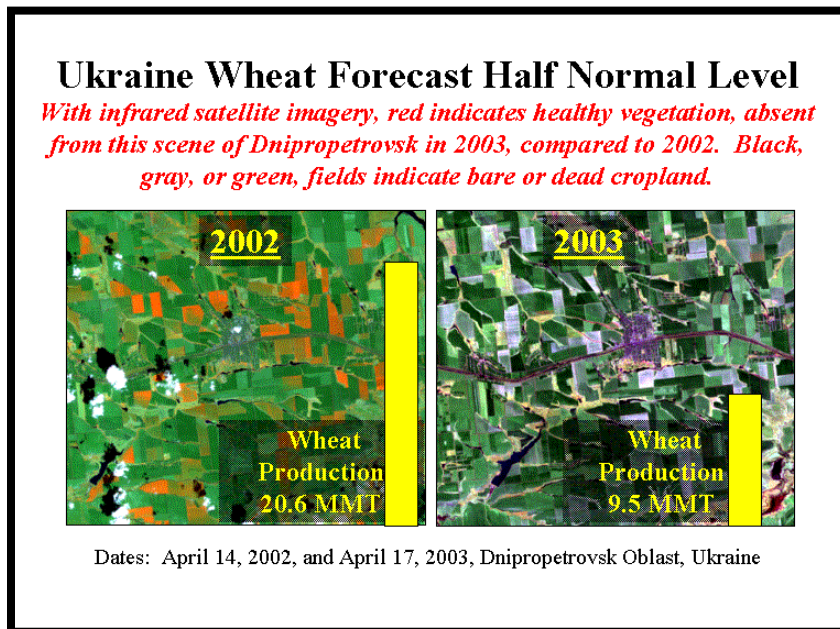 Ukraine Wheat Forecast Half Normal Level
With infrared satellite imagery, red indicates healthy vegetation, absent
from this scene of Dnipropetrovsk in 2003, compared to 2002.  Black,
gray, or green, fields indicate bare or dead cropland.
2002
Wheat
Production
20.6 MMT
2003
Wheat
Production
9.5 MMT
Dates:  April 14, 2002, and April 17, 2003, Dnipropetrovsk Oblast, Ukraine